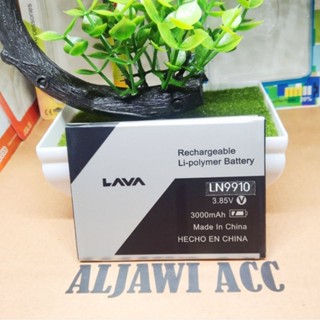 Rechargeable
Li-polymer Battery
LAVA
LN9910
3.85V V
3000mAh
Made In China
HECHO EN CHINA
ALJAWI ACC